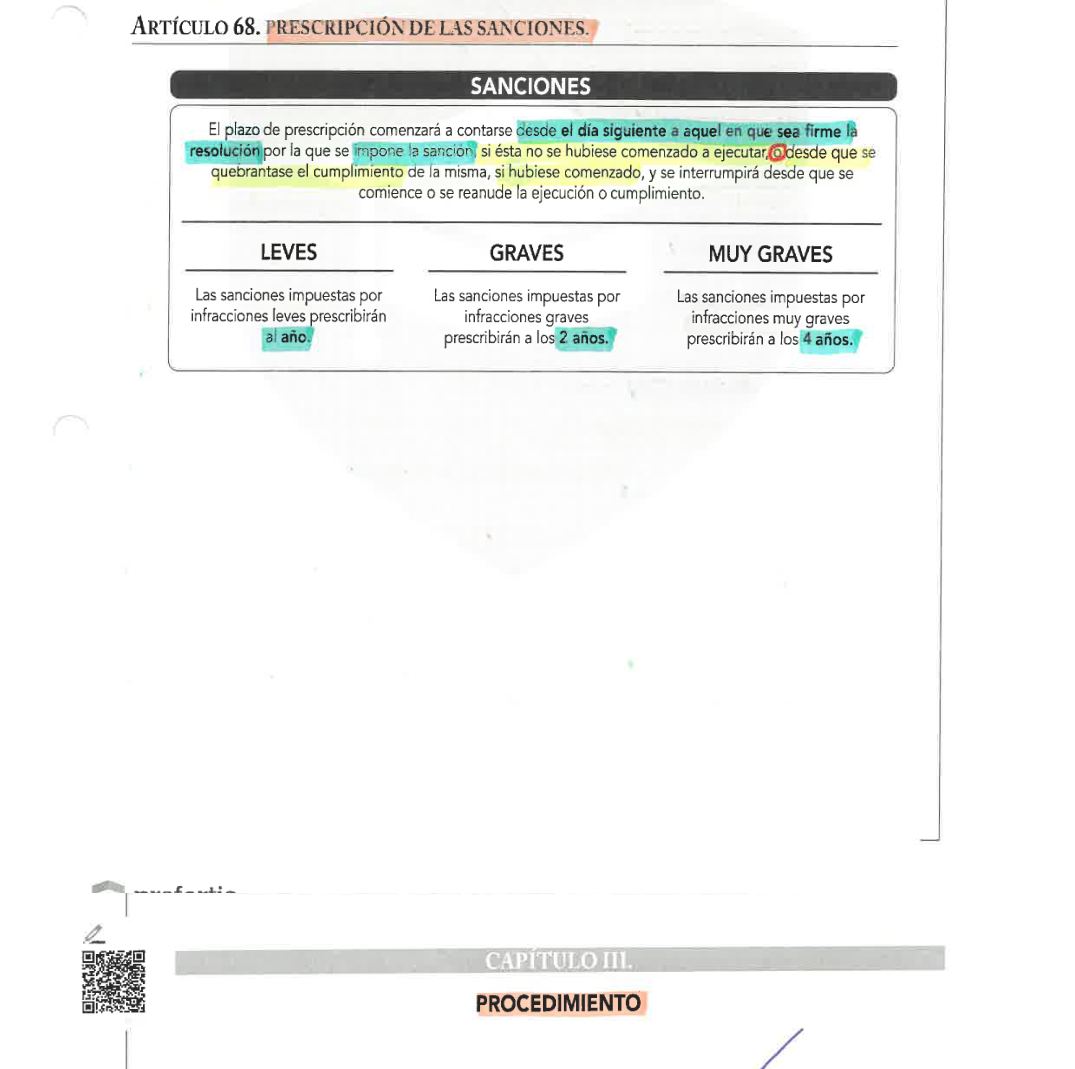 ARTÍCULO 68. PRESCRIPCIÓN DE LAS SANCIONES.
SANCIONES
El plazo de prescripción comenzará a contarse desde el día siguiente a aquel en que sea firme la
resolución por la que se impone la sanción, si ésta no se hubiese comenzado a ejecutar, o desde que se
quebrantase el cumplimiento de la misma, si hubiese comenzado, y se interrumpirá desde que se
comience o se reanude la ejecución o cumplimiento.
LEVES
Las sanciones impuestas por
infracciones leves prescribirán
al año.
GRAVES
Las sanciones impuestas por
infracciones graves
prescribirán a los 2 años.
MUY GRAVES
Las sanciones impuestas por
infracciones muy graves
prescribirán a los 4 años.
CAPÍTULO III.
PROCEDIMIENTO